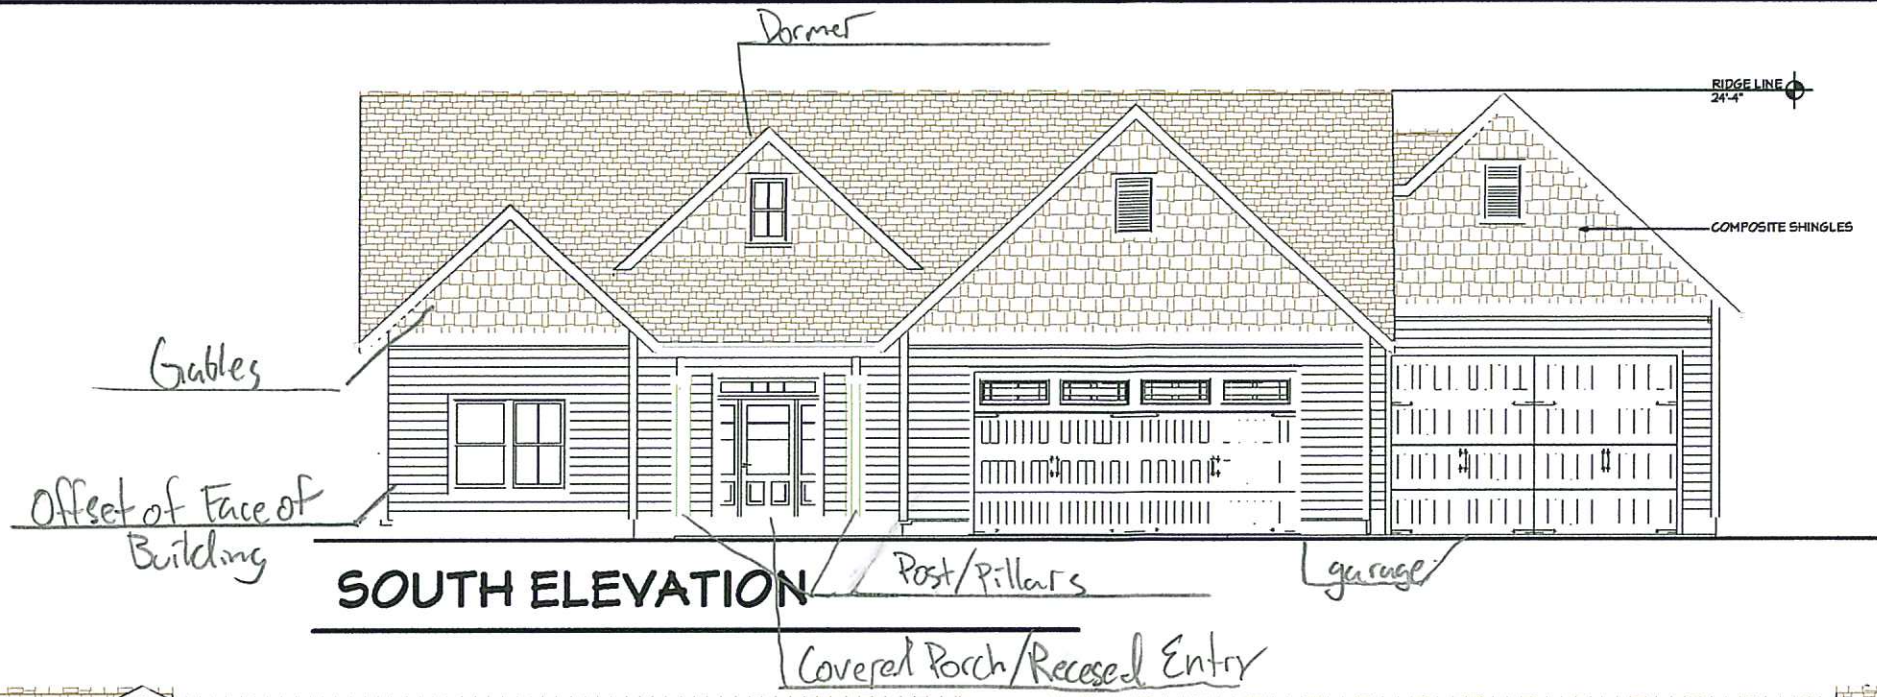 Dormer
RIDGE LINE
24'-4"
COMPOSITE SHINGLES
Gables
Offset of Face of
Building
SOUTH ELEVATION
Post/Pillars
garage
Covered Porch/Recesed Entry